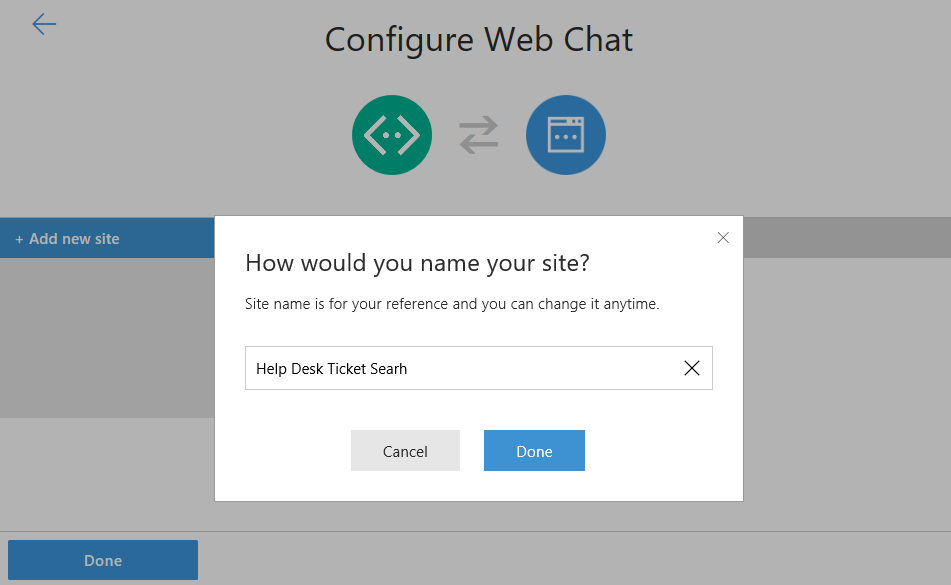 Configure Web Chat
+ Add new site
How would you name your site?
Site name is for your reference and you can change it anytime.
Help Desk Ticket Searh
Cancel
Done
Done